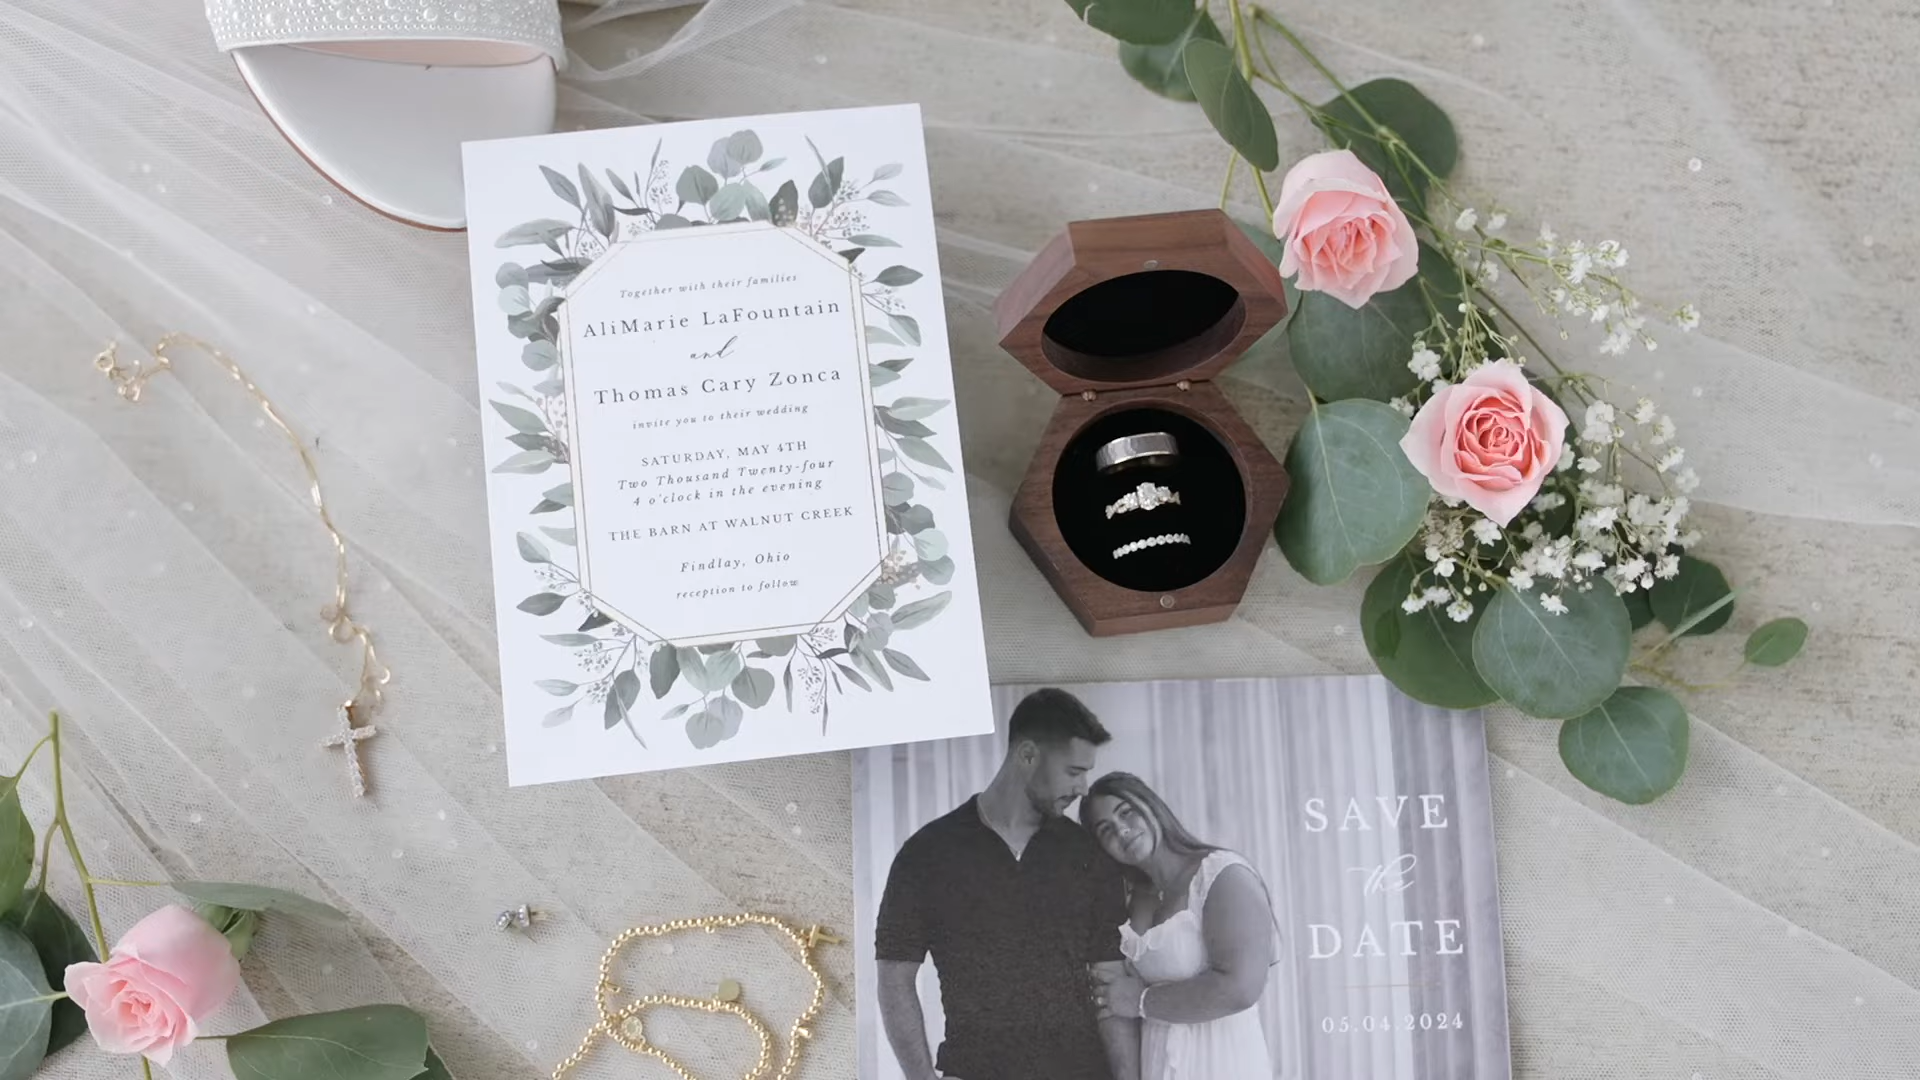 Together with their families
AliMarie LaFountain
and
Thomas Cary Zonca
invite you to their wedding
SATURDAY, MAY 4TH
Two Thousand Twenty-four
4 o'clock in the evening
THE BARN AT WALNUT CREEK
Findlay, Ohio
reception to follow
SAVE
the
DATE
05.04.2024